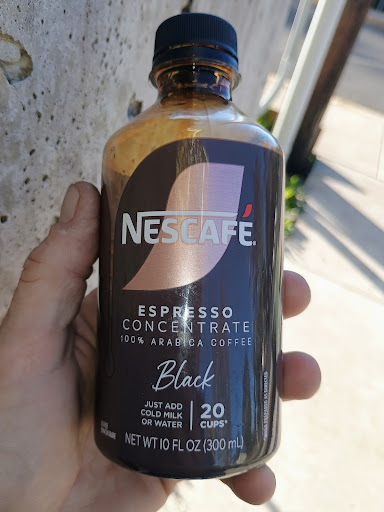 NESCAFÉ®
ESPRESSO
CONCENTRATE
100% ARABICA COFFEE
Black
JUST ADD
COLD MILK
OR WATER
20
CUPS*
NET WT 10 FL OZ (300 mL)